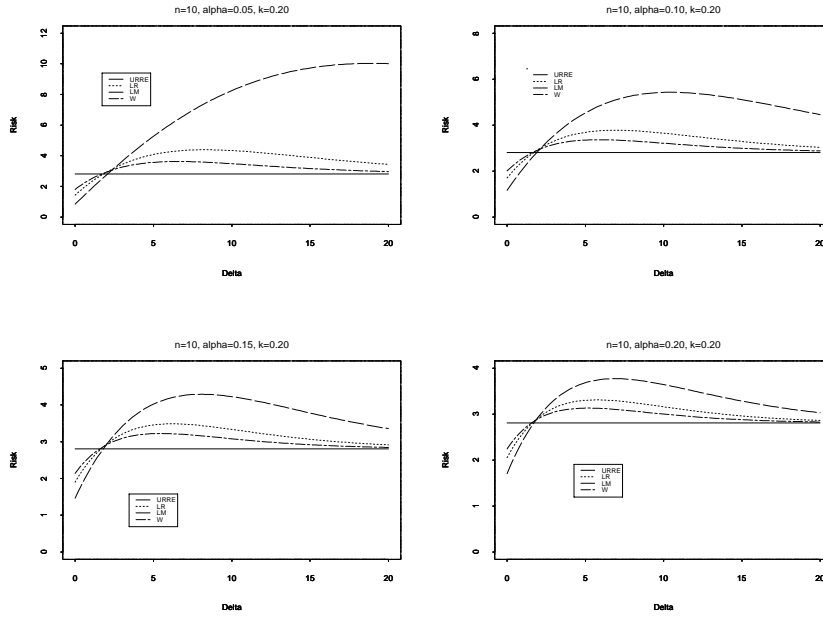 n=10, alpha=0.05, k=0.20
Risk
12
10
8
6
4
2
0
URRE
LR
LM
W
0 5 10 15 20
Delta
n=10, alpha=0.10, k=0.20
Risk
8
6
4
2
0
URRE
LR
LM
W
0 5 10 15 20
Delta
n=10, alpha=0.15, k=0.20
Risk
5
4
3
2
1
0
URRE
LR
LM
W
0 5 10 15 20
Delta
n=10, alpha=0.20, k=0.20
Risk
4
3
2
1
0
URRE
LR
LM
W
0 5 10 15 20
Delta